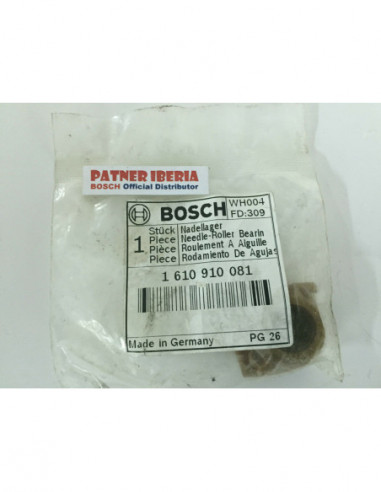 PATNER IBERIA
BOSCH Official Distributor
BOSCH
WH004
FD:309
1
Stück Nadellager
Piece Needle-Roller Bearin
Pièce Roulement A Aiguille
Piece Rodamiento De Agujas
1 610 910 081
Made in Germany PG 26